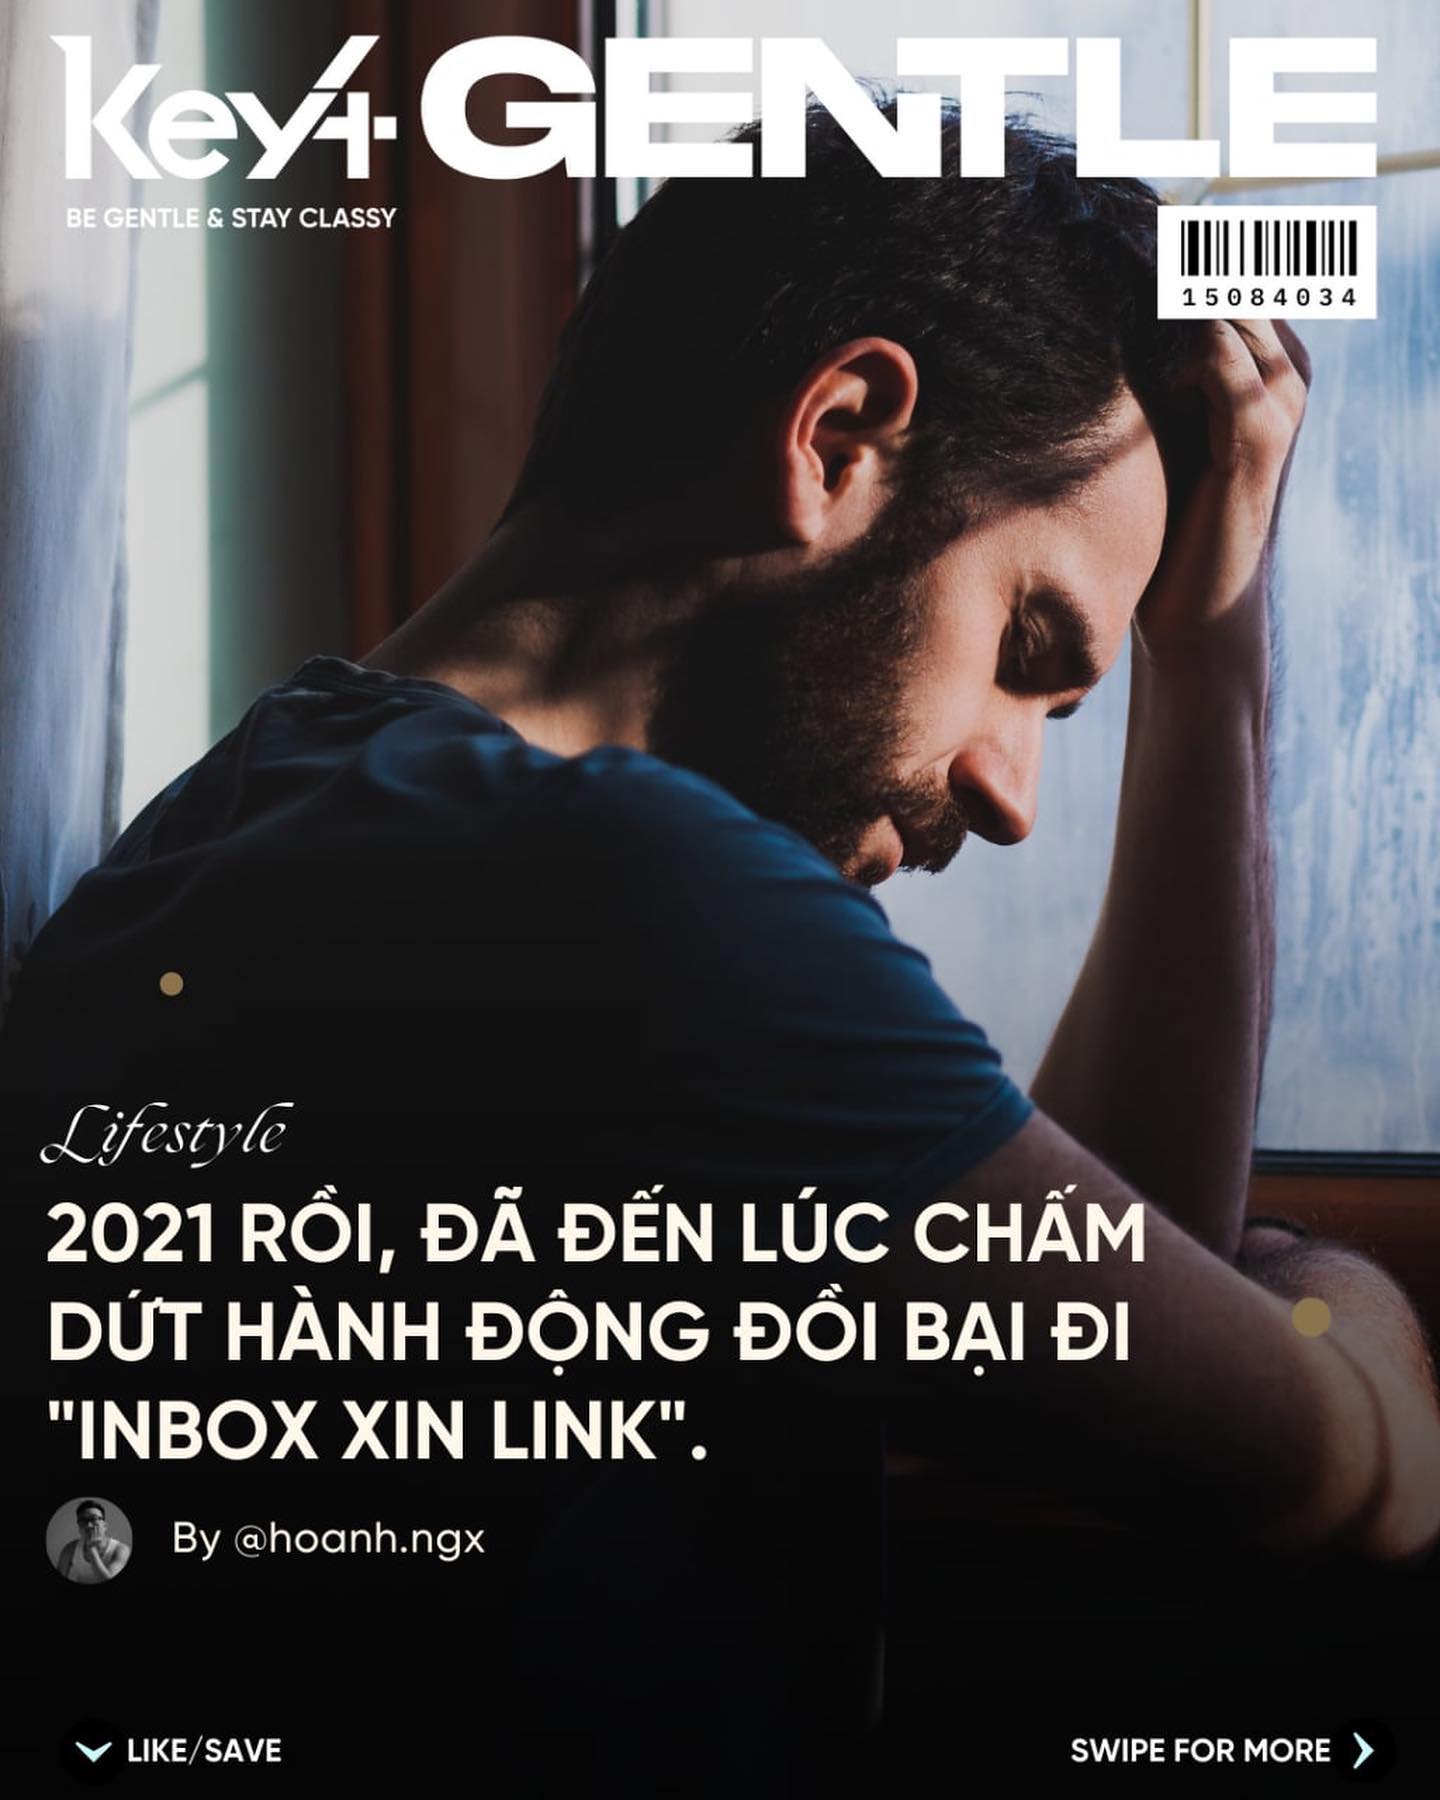 Key4 GENTLE
BE GENTLE & STAY CLASSY
15084034
Lifestyle
2021 RỒI, ĐÃ ĐẾN LÚC CHẤM
DỨT HÀNH ĐỘNG ĐỒI BẠI ĐI
"INBOX XIN LINK".
By @hoanh.ngx
LIKE/SAVE
SWIPE FOR MORE